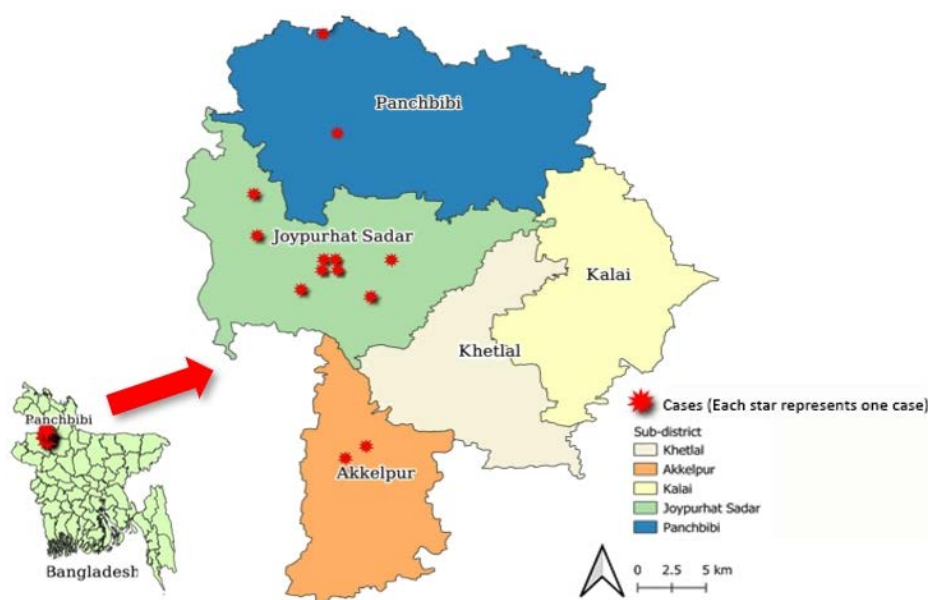 Panchbibi
Joypurhat Sadar
Kalai
Khetlal
Akkelpur
Panchbibi
Bangladesh
Cases (Each star represents one case)
Sub-district
Khetlal
Akkelpur
Kalai
Joypurhat Sadar
Panchbibi
0 2.5 5 km